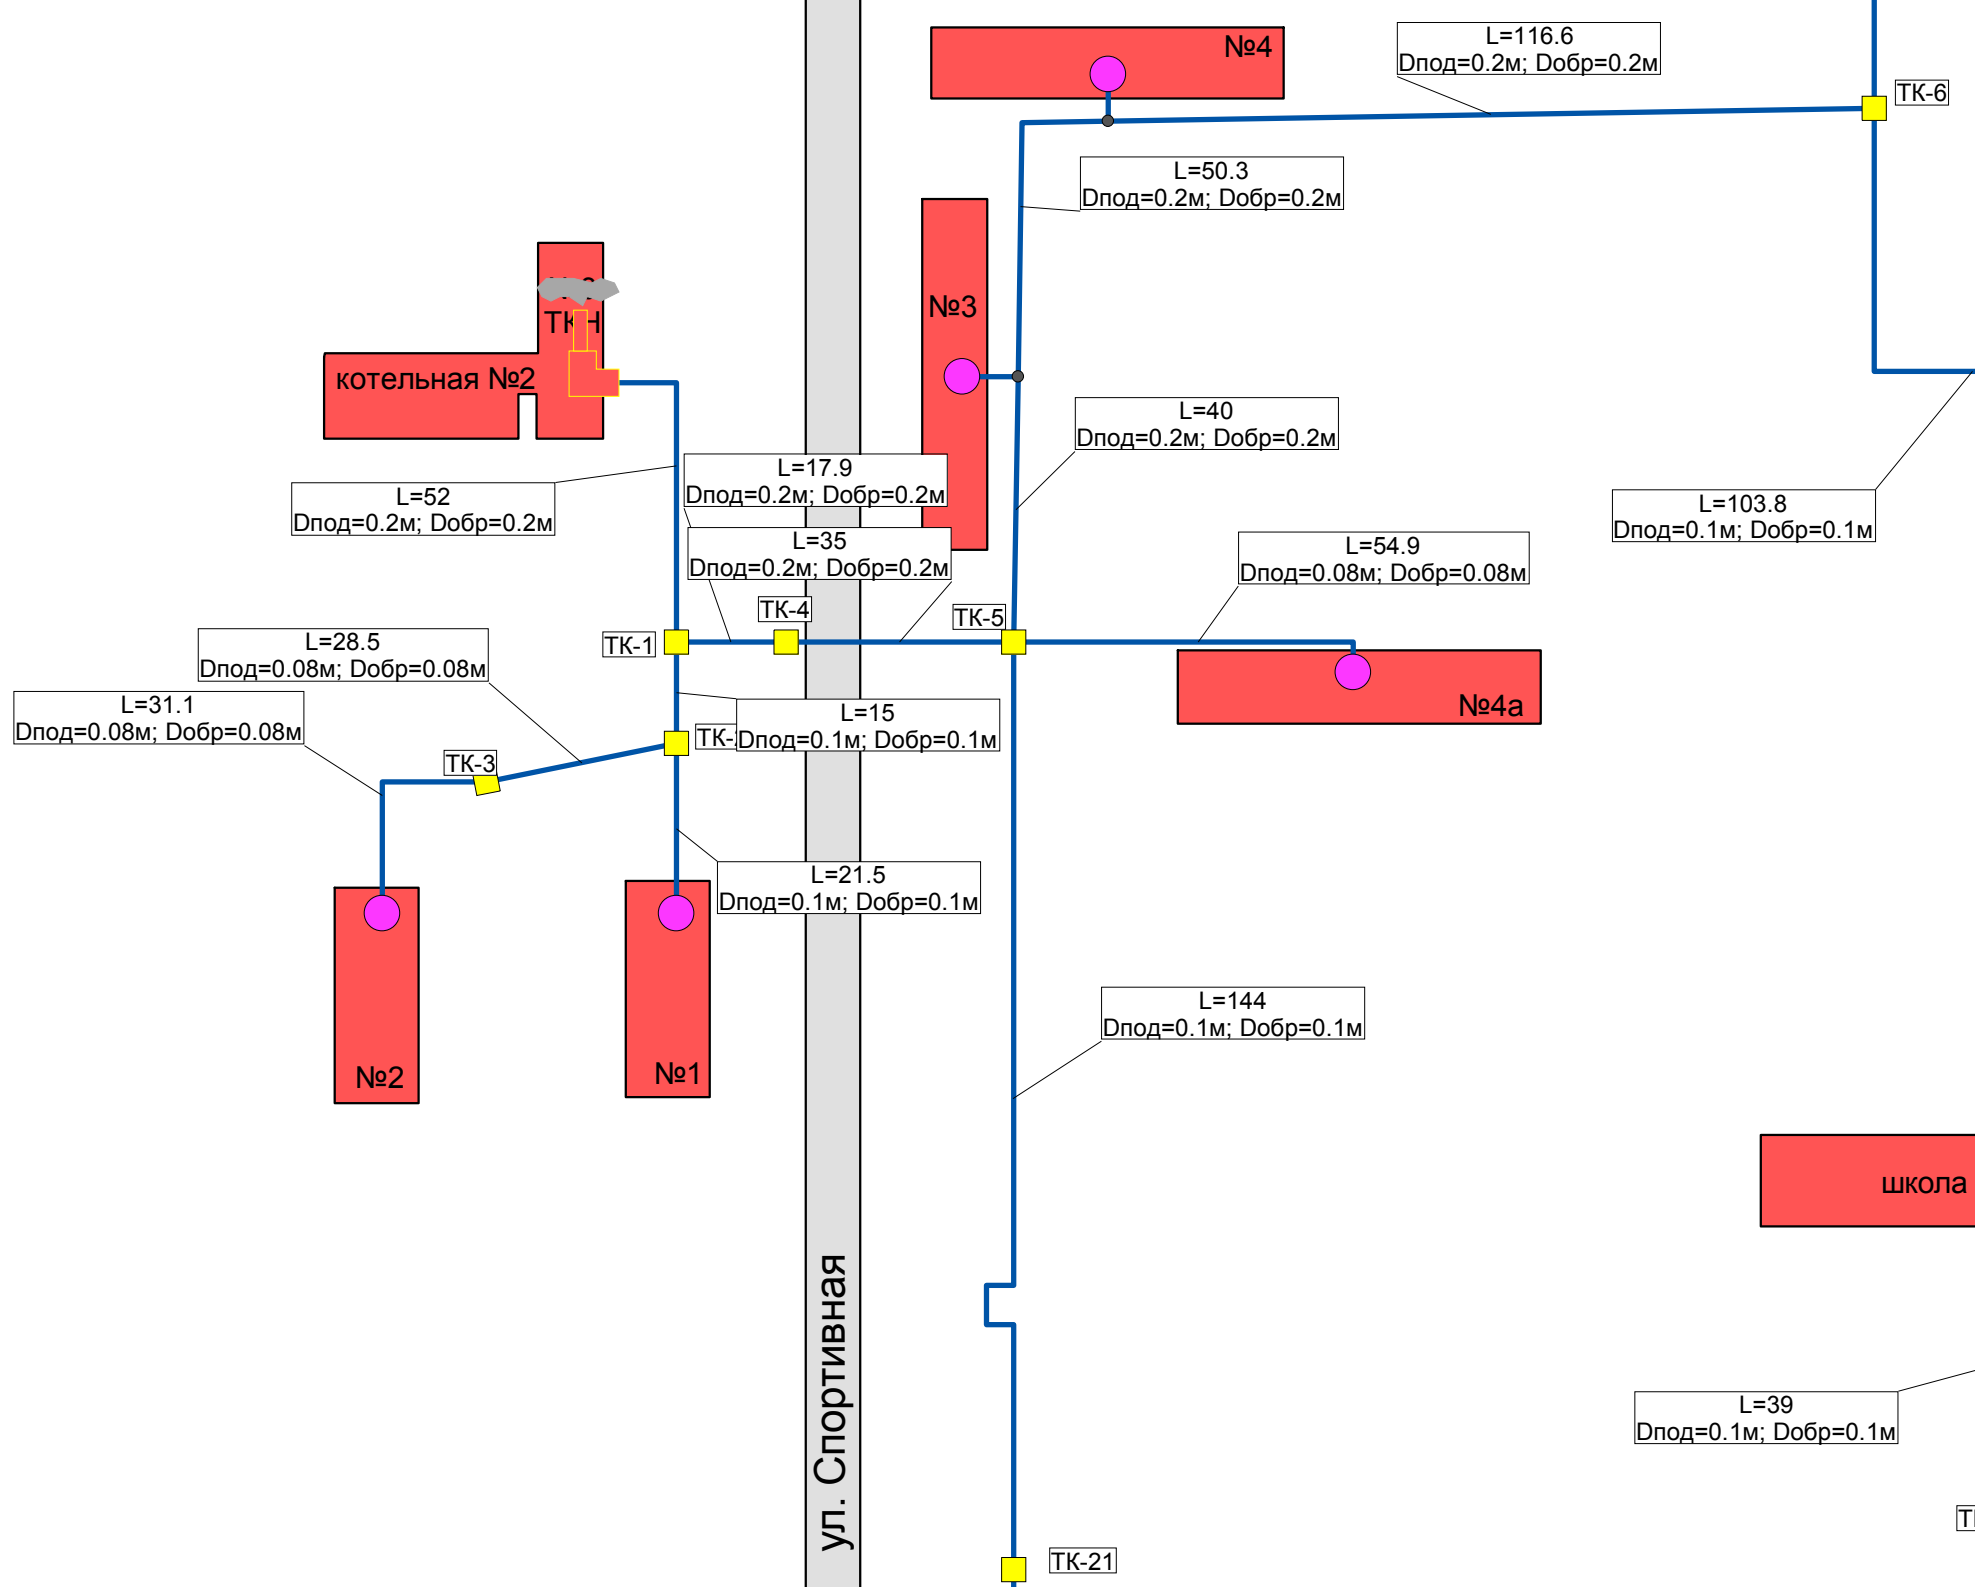 №4
L=116.6
Dпод=0.2м; Dобр=0.2м
ТК-6
L=50.3
Dпод=0.2м; Dобр=0.2м
№3
котельная №2
L=40
Dпод=0.2м; Dобр=0.2м
L=17.9
Dпод=0.2м; Dобр=0.2м
L=52
Dпод=0.2м; Dобр=0.2м
L=103.8
Dпод=0.1м; Dобр=0.1м
L=35
Dпод=0.2м; Dобр=0.2м
L=54.9
Dпод=0.08м; Dобр=0.08м
ТК-4
ТК-5
ТК-1
L=28.5
Dпод=0.08м; Dобр=0.08м
L=31.1
Dпод=0.08м; Dобр=0.08м
№4а
L=15
Dпод=0.1м; Dобр=0.1м
ТК-3
L=21.5
Dпод=0.1м; Dобр=0.1м
№2
№1
L=144
Dпод=0.1м; Dобр=0.1м
школа
ул. Спортивная
L=39
Dпод=0.1м; Dобр=0.1м
ТК-21